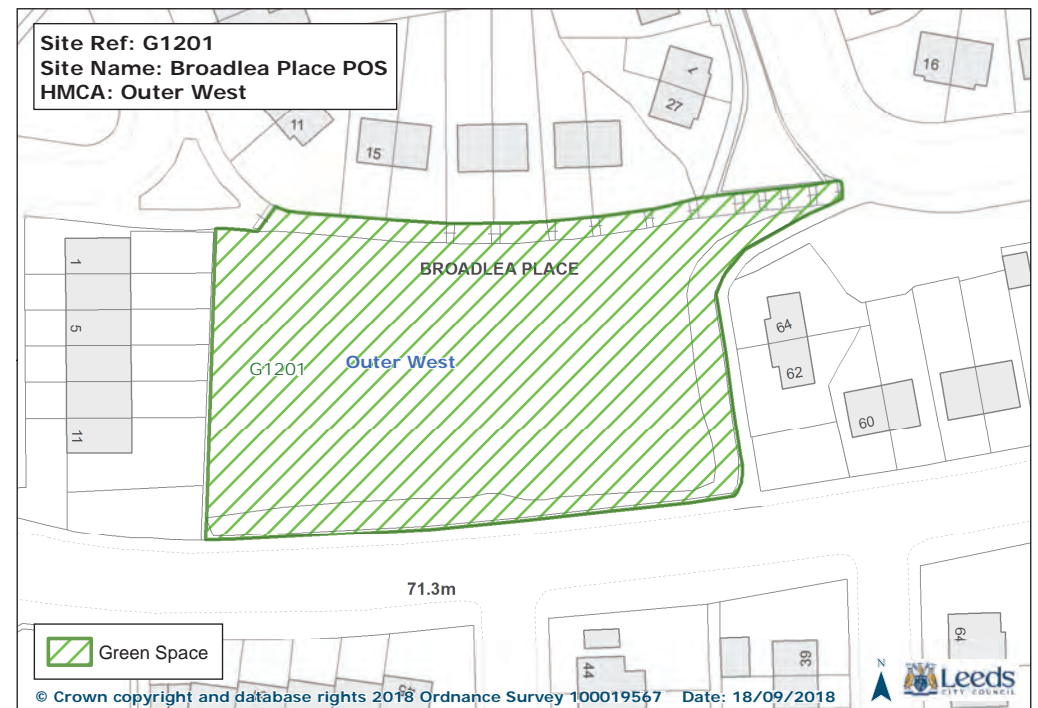 Site Ref: G1201
Site Name: Broadlea Place POS
HMCA: Outer West
11
15
1
27
16
BROADLEA PLACE
1
5
11
G1201
Outer West
64
62
60
71.3m
44
39
64
Green Space
N
Leeds
CITY COUNCIL
© Crown copyright and database rights 2018 Ordnance Survey 100019567 Date: 18/09/2018